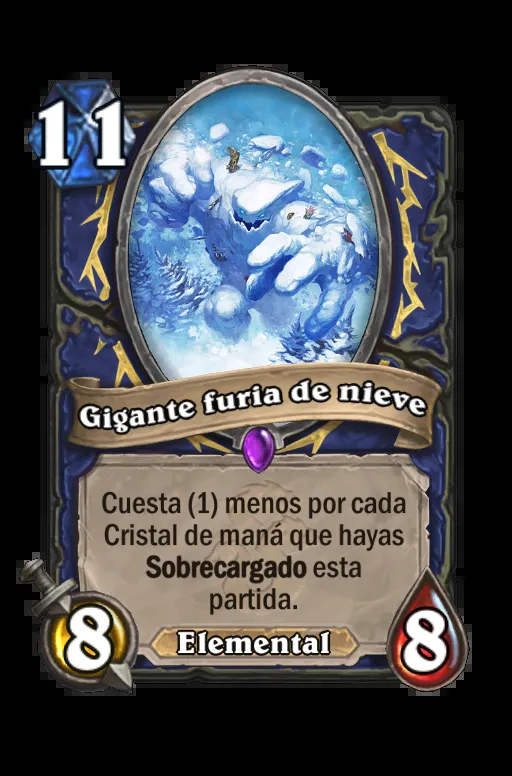 11
Gigante furia de nieve
Cuesta (1) menos por cada
Cristal de maná que hayas
Sobrecargado esta
partida.
8
Elemental
8